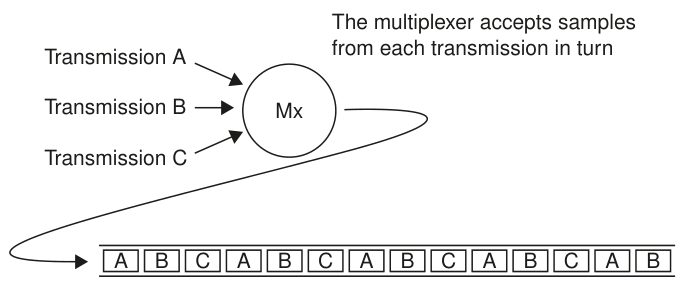 The multiplexer accepts samples
from each transmission in turn
Transmission A
Transmission B
Transmission C
Mx
A B C A B C A B C A B C A B